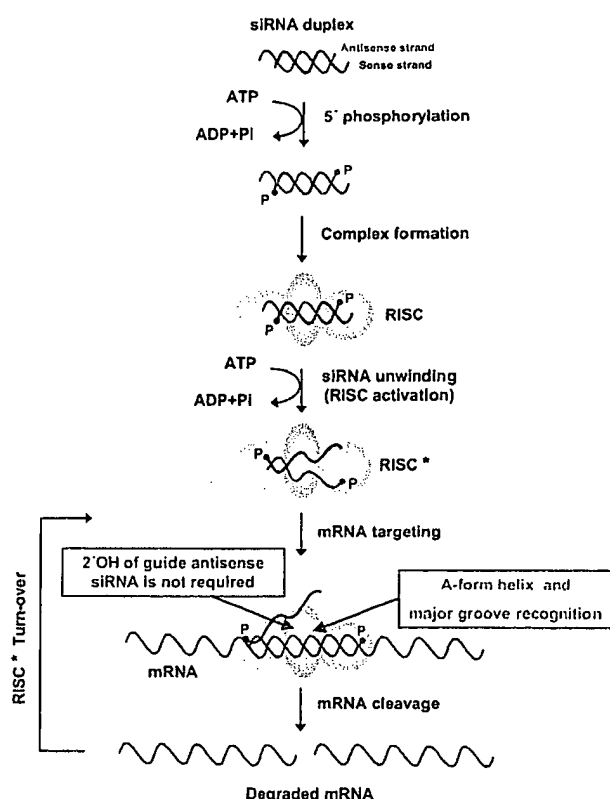 siRNA duplex
Antisense strand
Sense strand
ATP
5´ phosphorylation
ADP+Pi
P
P
Complex formation
P
RISC
P
ATP
siRNA unwinding
(RISC activation)
ADP+Pi
P
RISC *
P
mRNA targeting
2´OH of guide antisense
siRNA is not required
A-form helix and
major groove recognition
RISC * Turn-over
P
P
mRNA
mRNA cleavage
Degraded mRNA